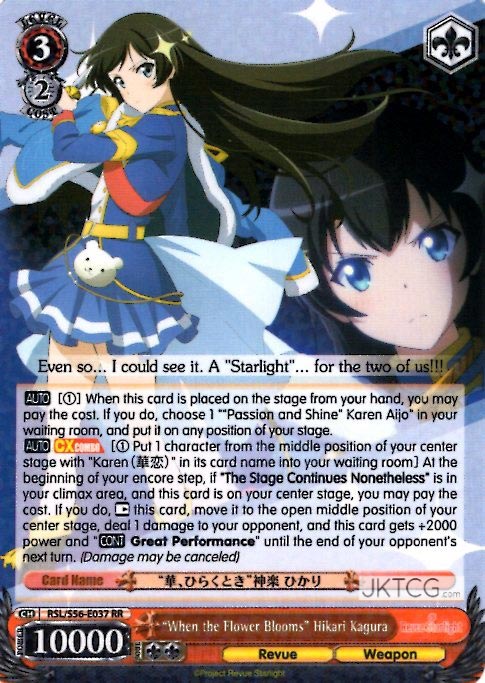 LEVEL
3
2
COST
Even so... I could see it. A "Starlight"... for the two of us!!!
AUTO [①] When this card is placed on the stage from your hand, you may
pay the cost. If you do, choose 1 ""Passion and Shine" Karen Aijo" in your
waiting room, and put it on any position of your stage.
AUTO CXCOMBO [① Put 1 character from the middle position of your center
stage with "Karen (華恋)" in its card name into your waiting room] At the
beginning of your encore step, if "The Stage Continues Nonetheless" is in
your climax area, and this card is on your center stage, you may pay the
cost. If you do, this card, move it to the open middle position of your
center stage, deal 1 damage to your opponent, and this card gets +2000
power and "CONT Great Performance" until the end of your opponent's
next turn. (Damage may be canceled)
Card Name "華、ひらくとき" 神楽 ひかり
JKTCG.com
CH RSL/S56-E037 RR
POWER 10000 SOUL
"When the Flower Blooms" Hikari Kagura
Revue Starlight
Revue Weapon
©Project Revue Starlight